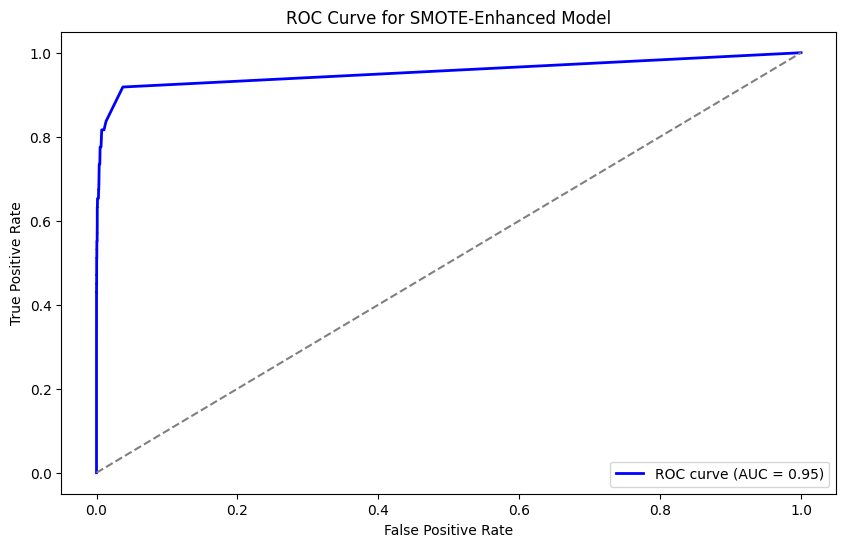 ROC Curve for SMOTE-Enhanced Model
1.0
0.8
0.6
0.4
0.2
0.0
True Positive Rate
ROC curve (AUC = 0.95)
0.0 0.2 0.4 0.6 0.8 1.0
False Positive Rate